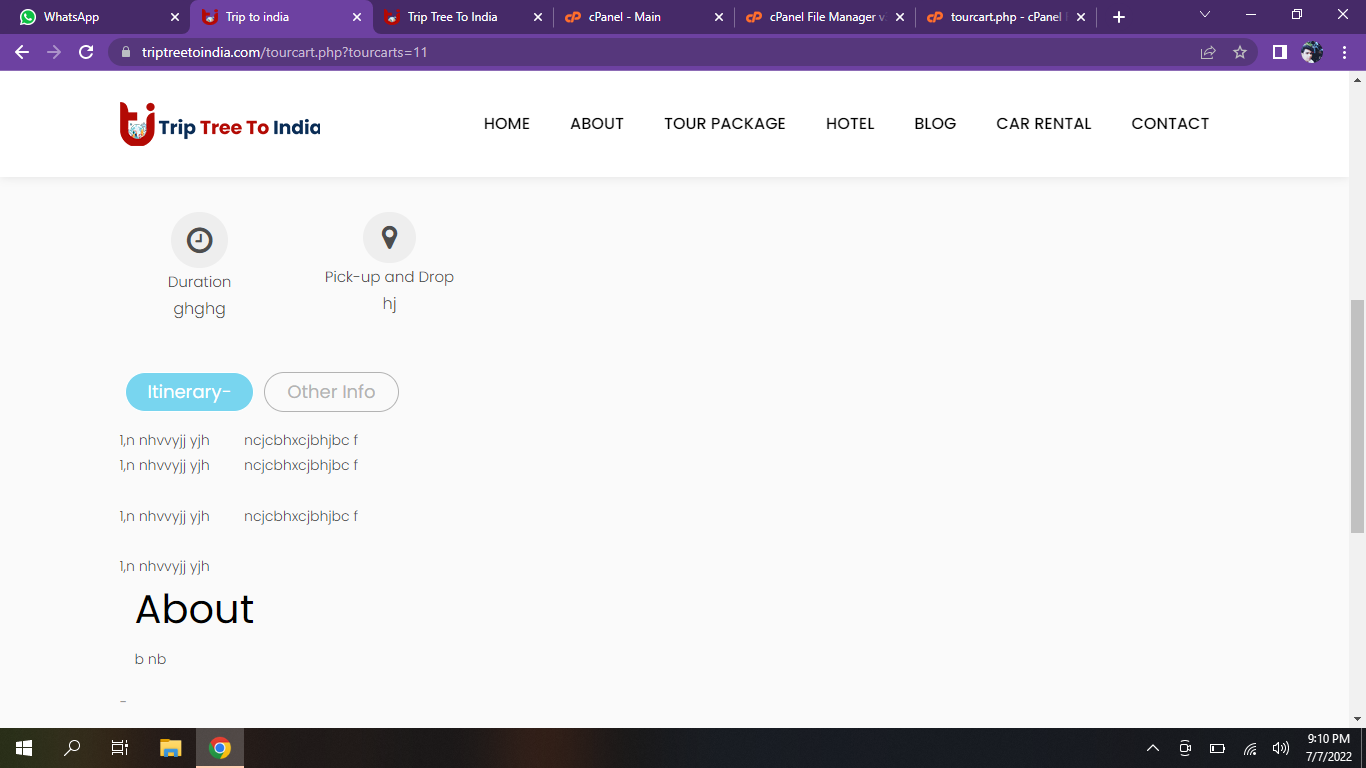 WhatsApp
Trip to india
Trip Tree To India
cPanel - Main
cPanel File Manager v
tourcart.php - cPanel
triptreetoindia.com/tourcart.php?tourcarts=11
Trip Tree To India
HOME ABOUT TOUR PACKAGE HOTEL BLOG CAR RENTAL CONTACT
Duration
ghghg
Pick-up and Drop
hj
Itinerary-
Other Info
1,n nhvvyjj yjh ncjcbhxcjbhjbc f
1,n nhvvyjj yjh ncjcbhxcjbhjbc f
1,n nhvvyjj yjh ncjcbhxcjbhjbc f
1,n nhvvyjj yjh
About
b nb
-
9:10 PM
7/7/2022